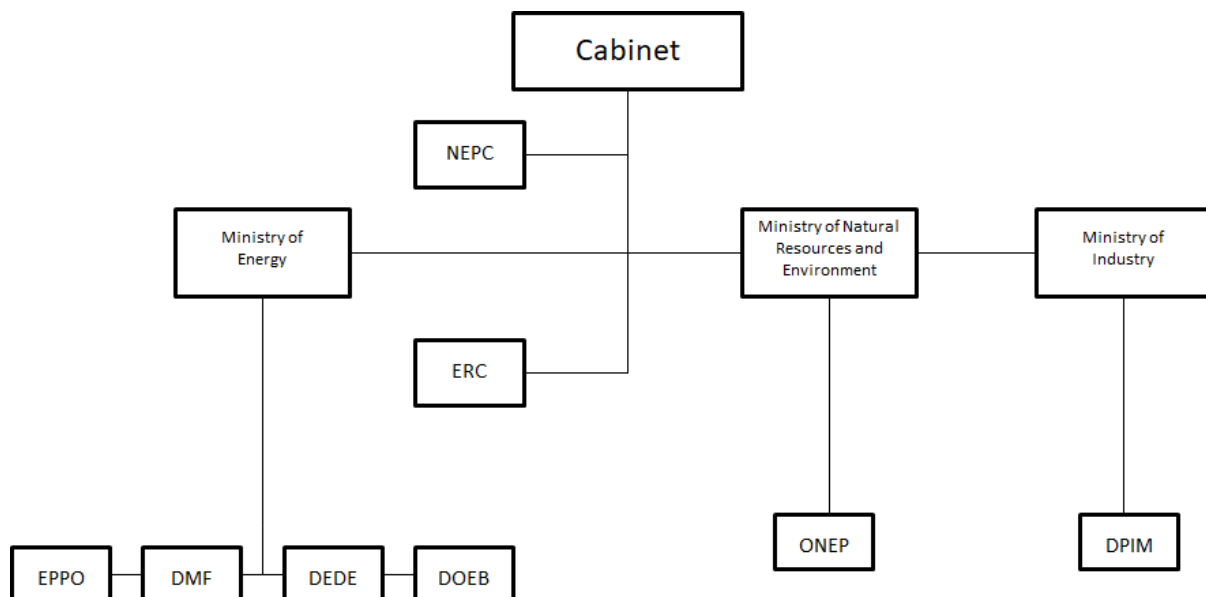 Cabinet
NEPC
Ministry of
Energy
Ministry of Natural
Resources and
Environment
Ministry of
Industry
ERC
ONEP
DPIM
EPPO
DMF
DEDE
DOEB